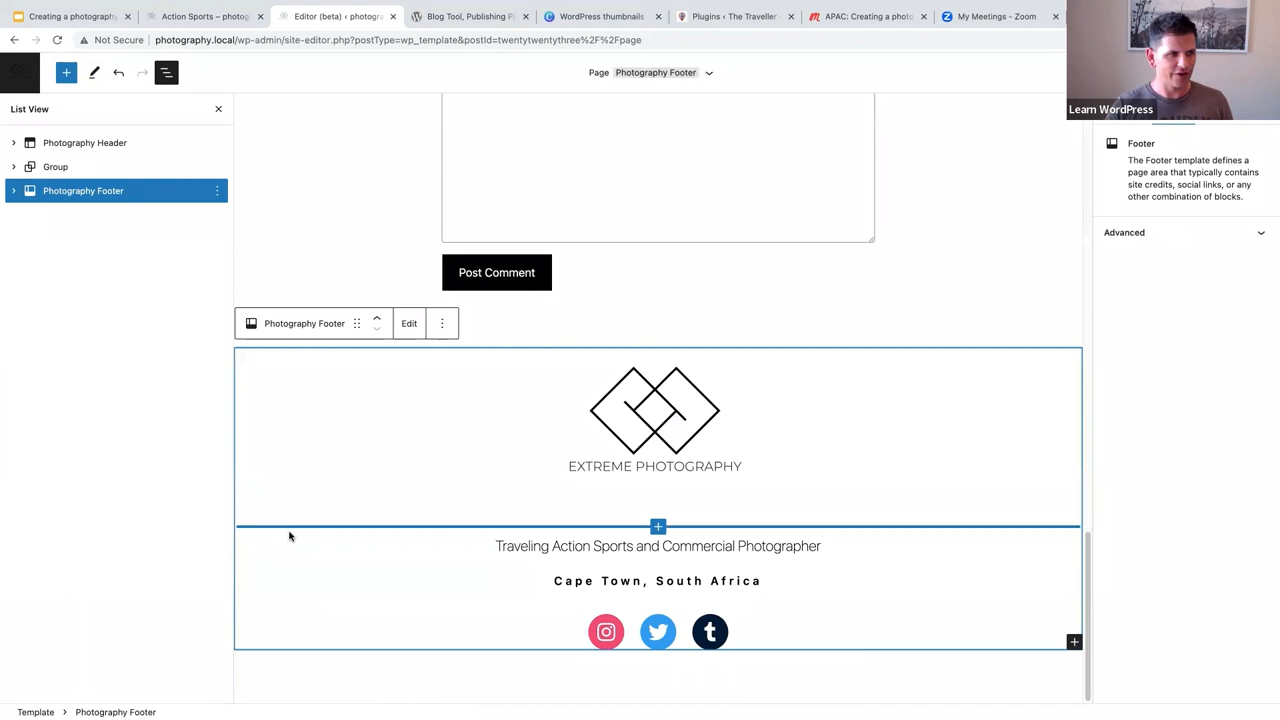 Creating a photography
Action Sports – photog
Editor (beta) ‹ photogra
Blog Tool, Publishing Pl
WordPress thumbnails
Plugins ‹ The Traveller
APAC: Creating a photo
My Meetings - Zoom
Not Secure
photography.local/wp-admin/site-editor.php?postType=wp_template&postId=twentytwentythree%2F%2Fpage
Page Photography Footer
Learn WordPress
List View
Photography Header
Group
Photography Footer
Footer
The Footer template defines a
page area that typically contains
site credits, social links, or any
other combination of blocks.
Advanced
Post Comment
Photography Footer
Edit
EXTREME PHOTOGRAPHY
Traveling Action Sports and Commercial Photographer
Cape Town, South Africa
Template > Photography Footer